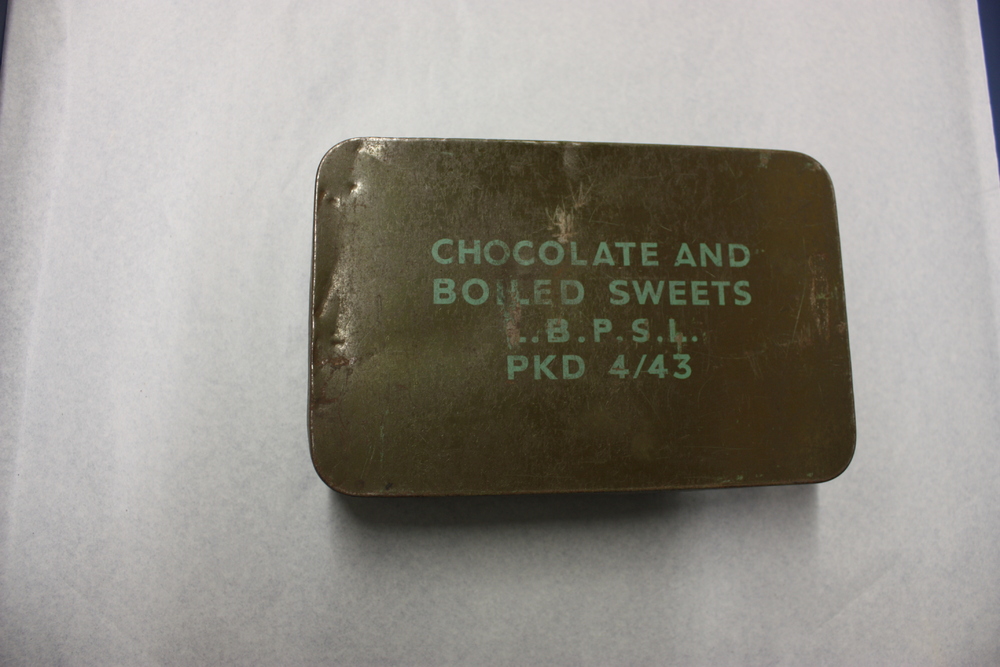 CHOCOLATE AND
BOILED SWEETS
L.B.P.S.L.
PKD 4/43